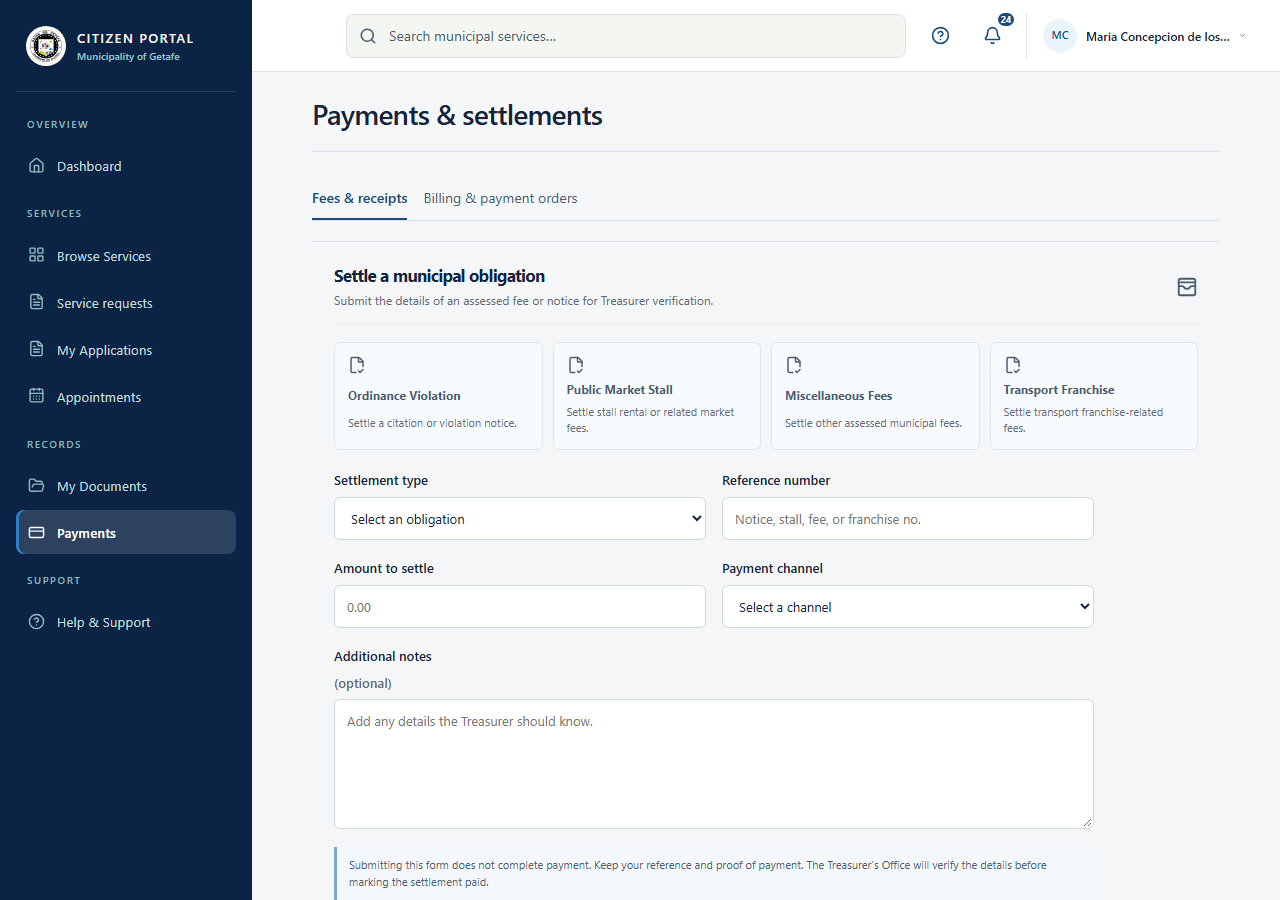 CITIZEN PORTAL
Municipality of Getafe
Search municipal services...
24
MC
Maria Concepcion de los...
OVERVIEW
Dashboard
SERVICES
Browse Services
Service requests
My Applications
Appointments
RECORDS
My Documents
Payments
SUPPORT
Help & Support
Payments & settlements
Fees & receipts
Billing & payment orders
Settle a municipal obligation
Submit the details of an assessed fee or notice for Treasurer verification.
Ordinance Violation
Settle a citation or violation notice.
Public Market Stall
Settle stall rental or related market
fees.
Miscellaneous Fees
Settle other assessed municipal fees.
Transport Franchise
Settle transport franchise-related
fees.
Settlement type
Reference number
Select an obligation
Notice, stall, fee, or franchise no.
Amount to settle
Payment channel
0.00
Select a channel
Additional notes
(optional)
Add any details the Treasurer should know.
Submitting this form does not complete payment. Keep your reference and proof of payment. The Treasurer's Office will verify the details before
marking the settlement paid.